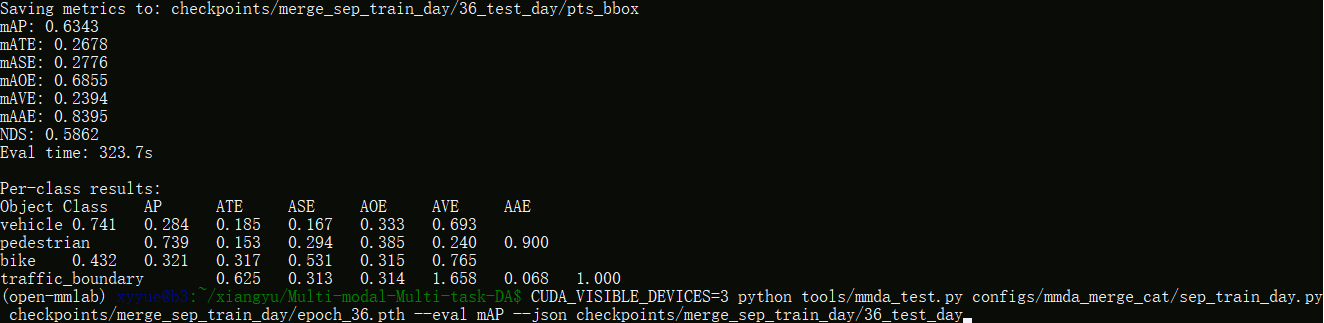 Saving metrics to: checkpoints/merge_sep_train_day/36_test_day/pts_bbox
mAP: 0.6343
mATE: 0.2678
mASE: 0.2776
mAOE: 0.6855
mAVE: 0.2394
mAAE: 0.8395
NDS: 0.5862
Eval time: 323.7s
Per-class results:
Object Class AP ATE ASE AOE AVE AAE
vehicle 0.741 0.284 0.185 0.167 0.333 0.693
pedestrian 0.739 0.153 0.294 0.385 0.240 0.900
bike 0.432 0.321 0.317 0.531 0.315 0.765
traffic_boundary 0.625 0.313 0.314 1.658 0.068 1.000
(open-mmlab) xyyue@b3:~/xiangyu/Multi-modal-Multi-task-DA$ CUDA_VISIBLE_DEVICES=3 python tools/mmda_test.py configs/mmda_merge_cat/sep_train_day.py
checkpoints/merge_sep_train_day/epoch_36.pth --eval mAP --json checkpoints/merge_sep_train_day/36_test_day